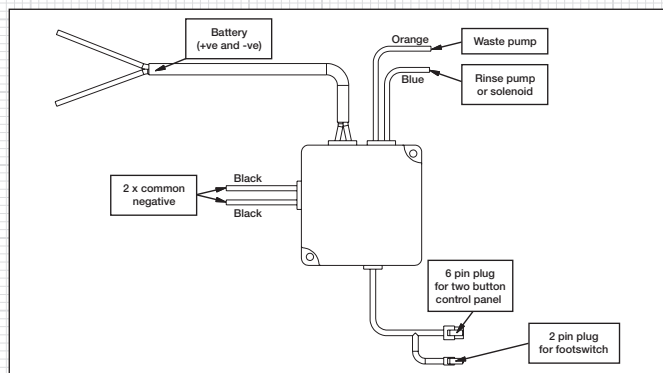 Battery
(+ve and -ve)
Orange
Waste pump
Blue
Rinse pump
or solenoid
Black
2 x common
negative
Black
6 pin plug
for two button
control panel
2 pin plug
for footswitch